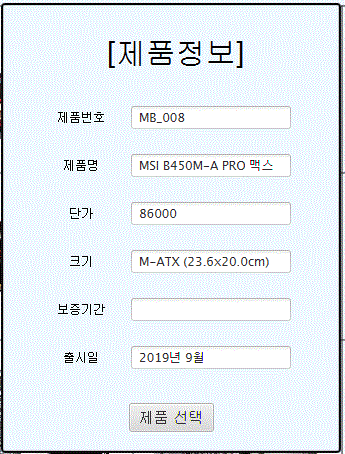 [제품정보]
제품번호 MB_008
제품명 MSI B450M-A PRO 맥스
단가 86000
크기 M-ATX (23.6x20.0cm)
보증기간
출시일 2019년 9월
제품 선택